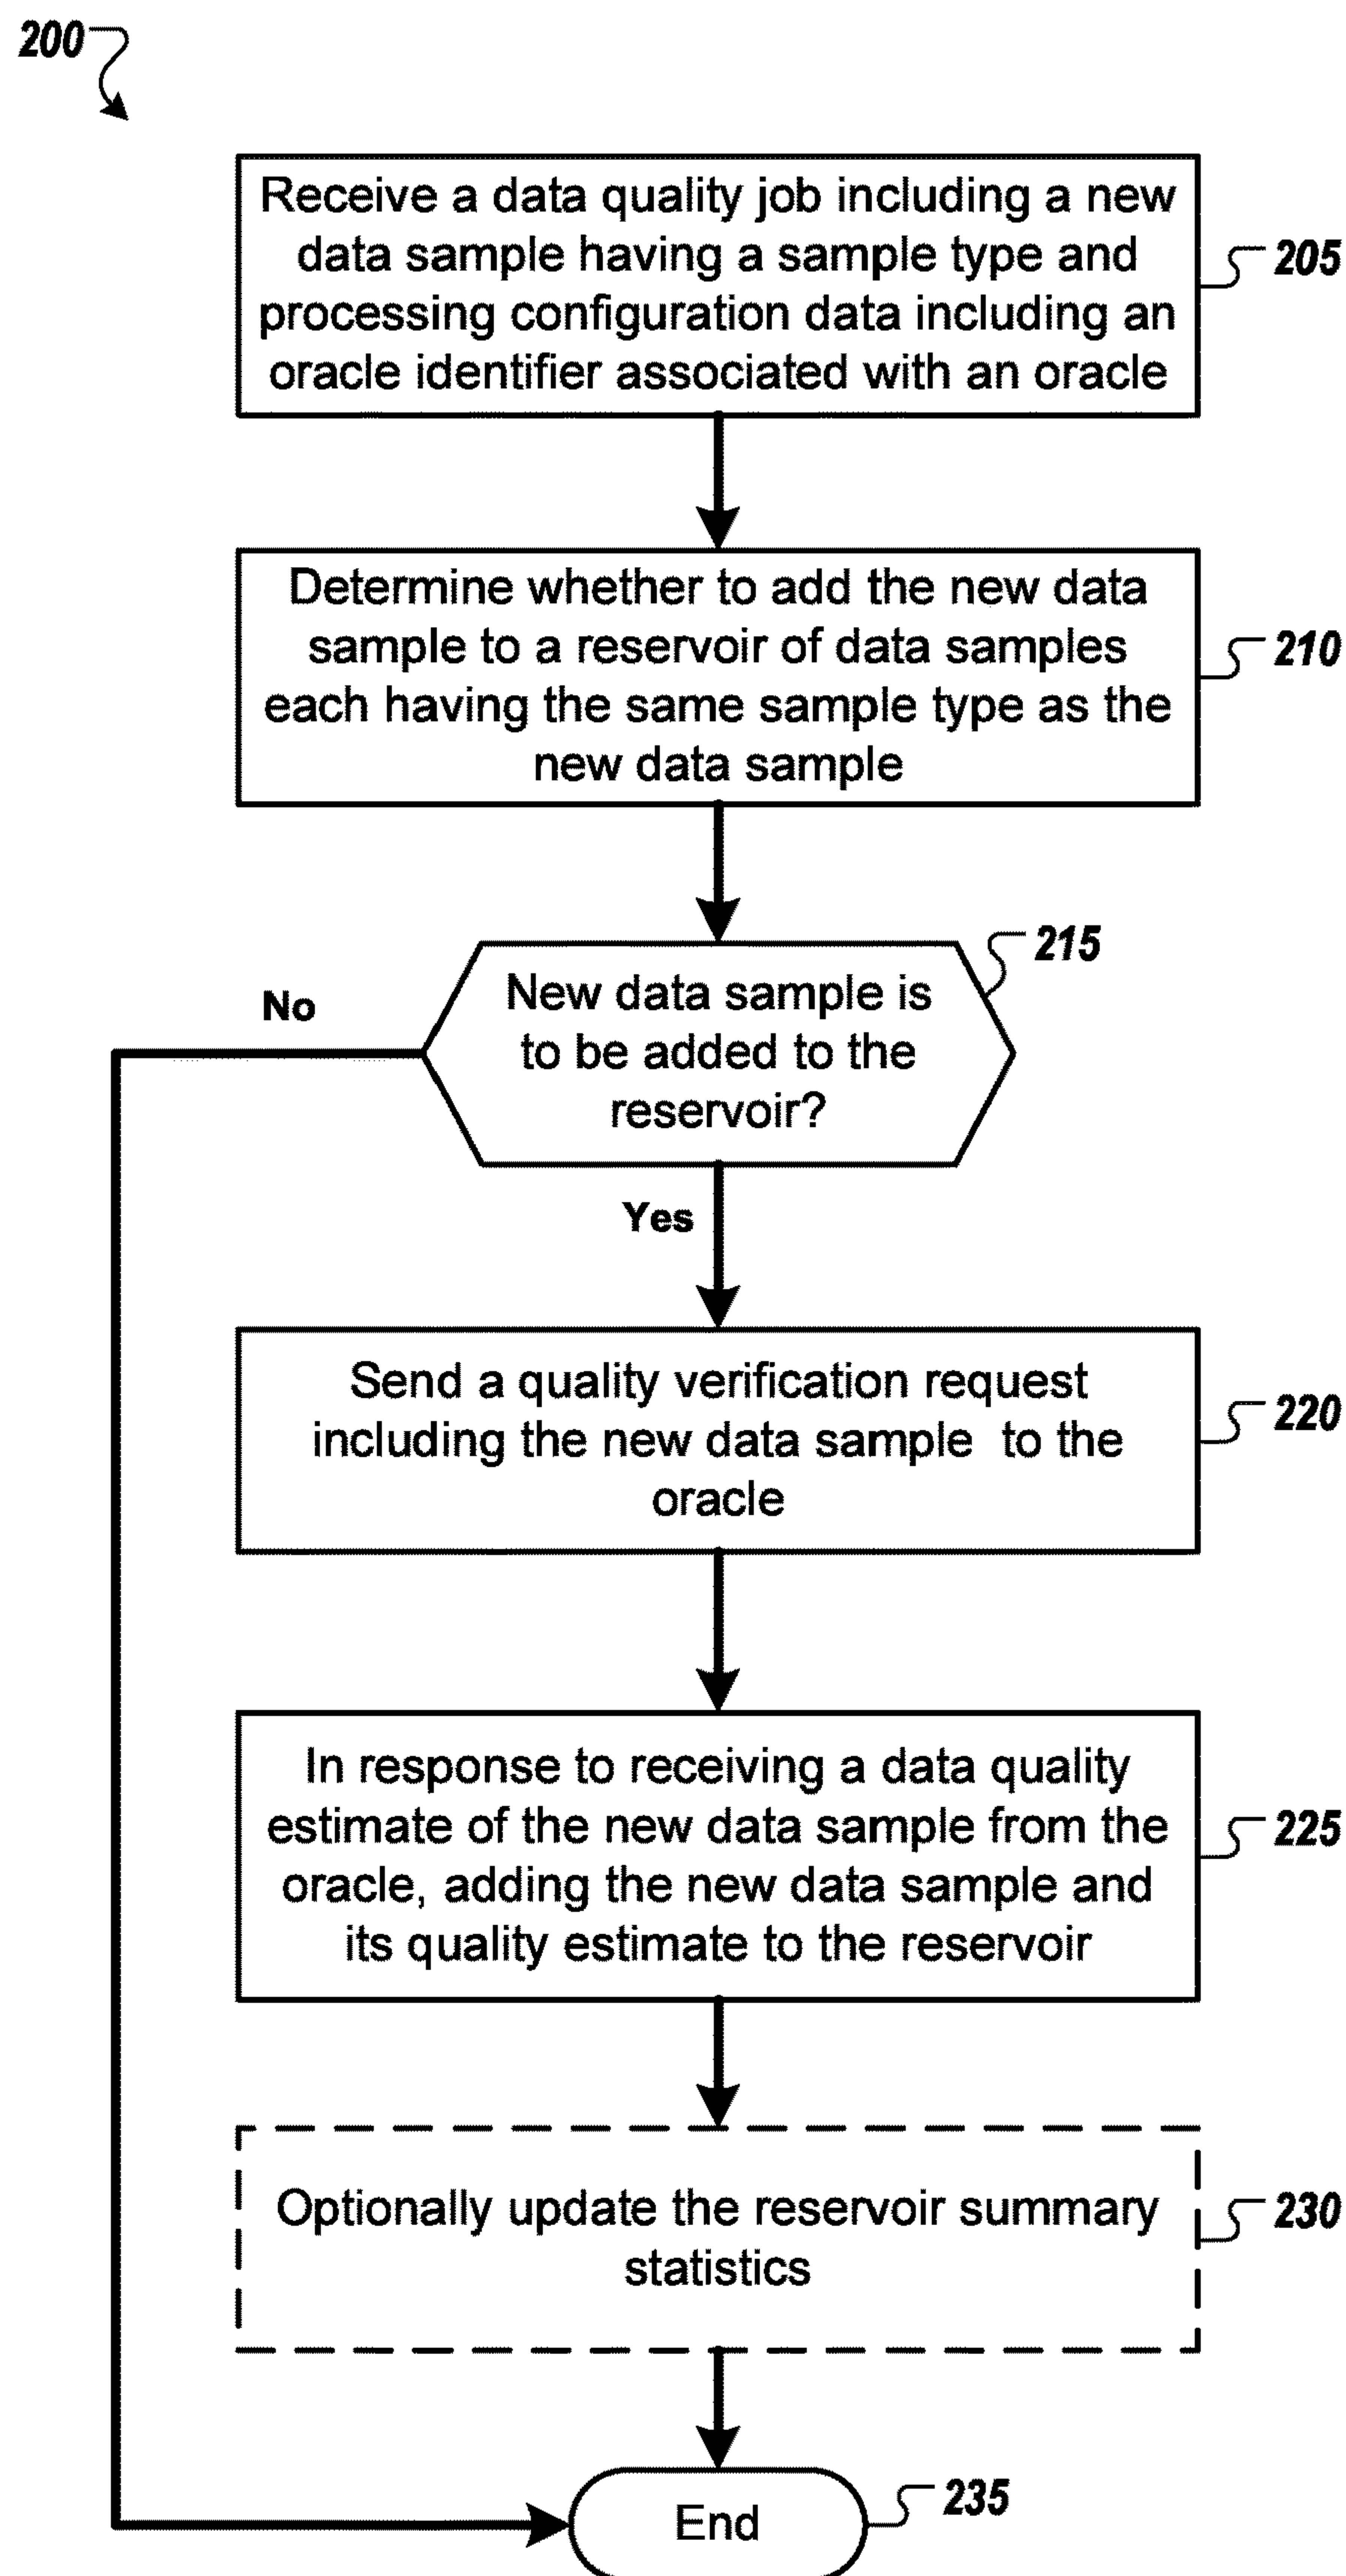 200
Receive a data quality job including a new
data sample having a sample type and
processing configuration data including an
oracle identifier associated with an oracle
205
Determine whether to add the new data
sample to a reservoir of data samples
each having the same sample type as the
new data sample
210
New data sample is
to be added to the
reservoir?
215
No
Yes
Send a quality verification request
including the new data sample to the
oracle
220
In response to receiving a data quality
estimate of the new data sample from the
oracle, adding the new data sample and
its quality estimate to the reservoir
225
Optionally update the reservoir summary
statistics
230
End
235